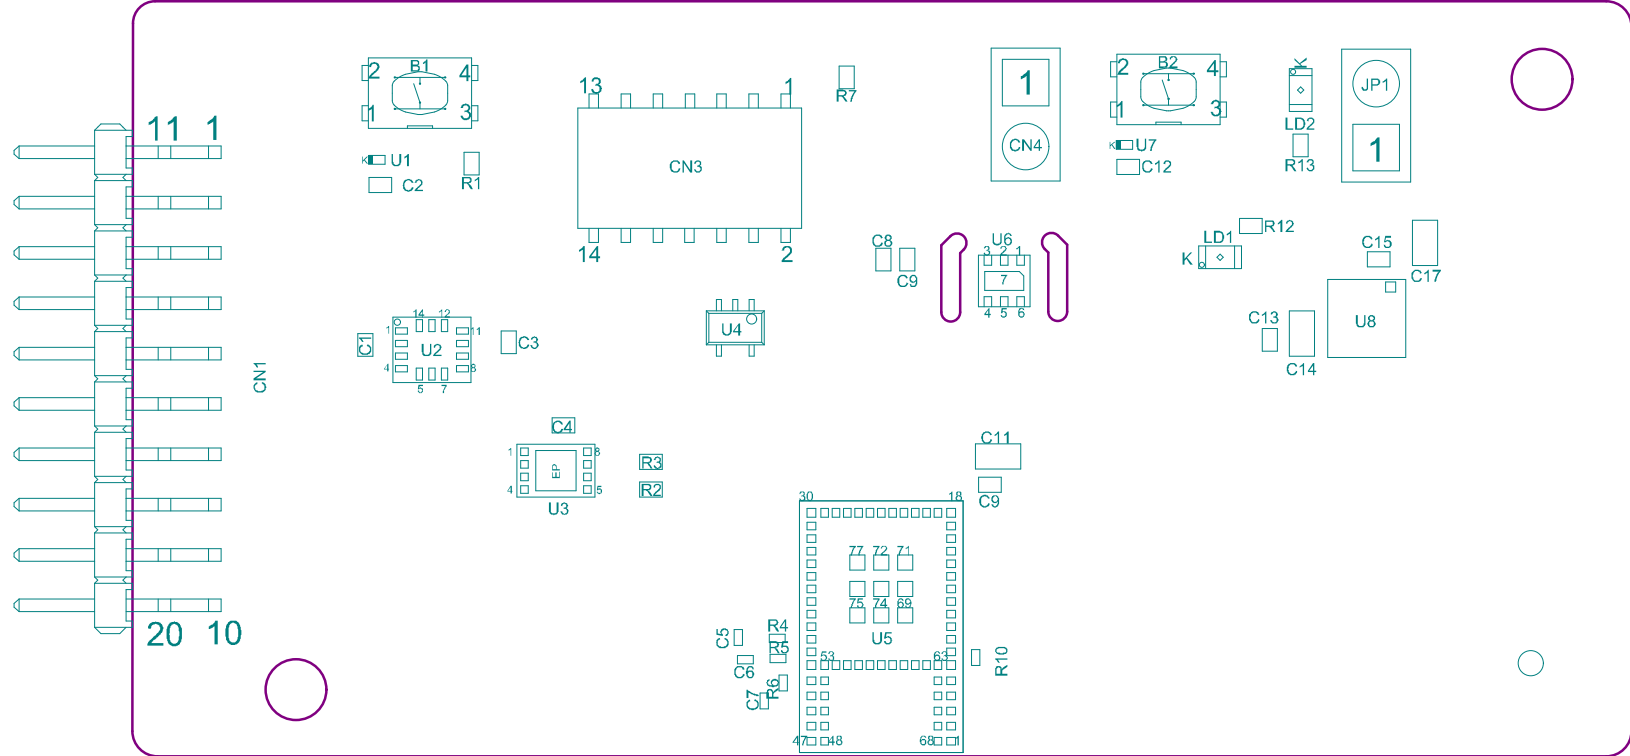 2 B1 4
1 3
13 1
R7
1
CN4
2 B2 4
1 3
K
LD2
R13
JP1
1
11 1
K U1
C2
R1
CN3
K U7
C12
14 2
C8
C9
U6
3 2 1
7
4 5 6
R12
LD1
K
C15
C17
14 12
1 11
U2
4 8
5 7
C1
C3
U4
C13
C14
U8
CN1
C4
1 8
EP
4 5
U3
R3
R2
C11
C9
30 18
77 72 71
75 74 69
U5
53 63
47 48 68 1
20 10
C5
R4
R5
C6
R6
C7
R10